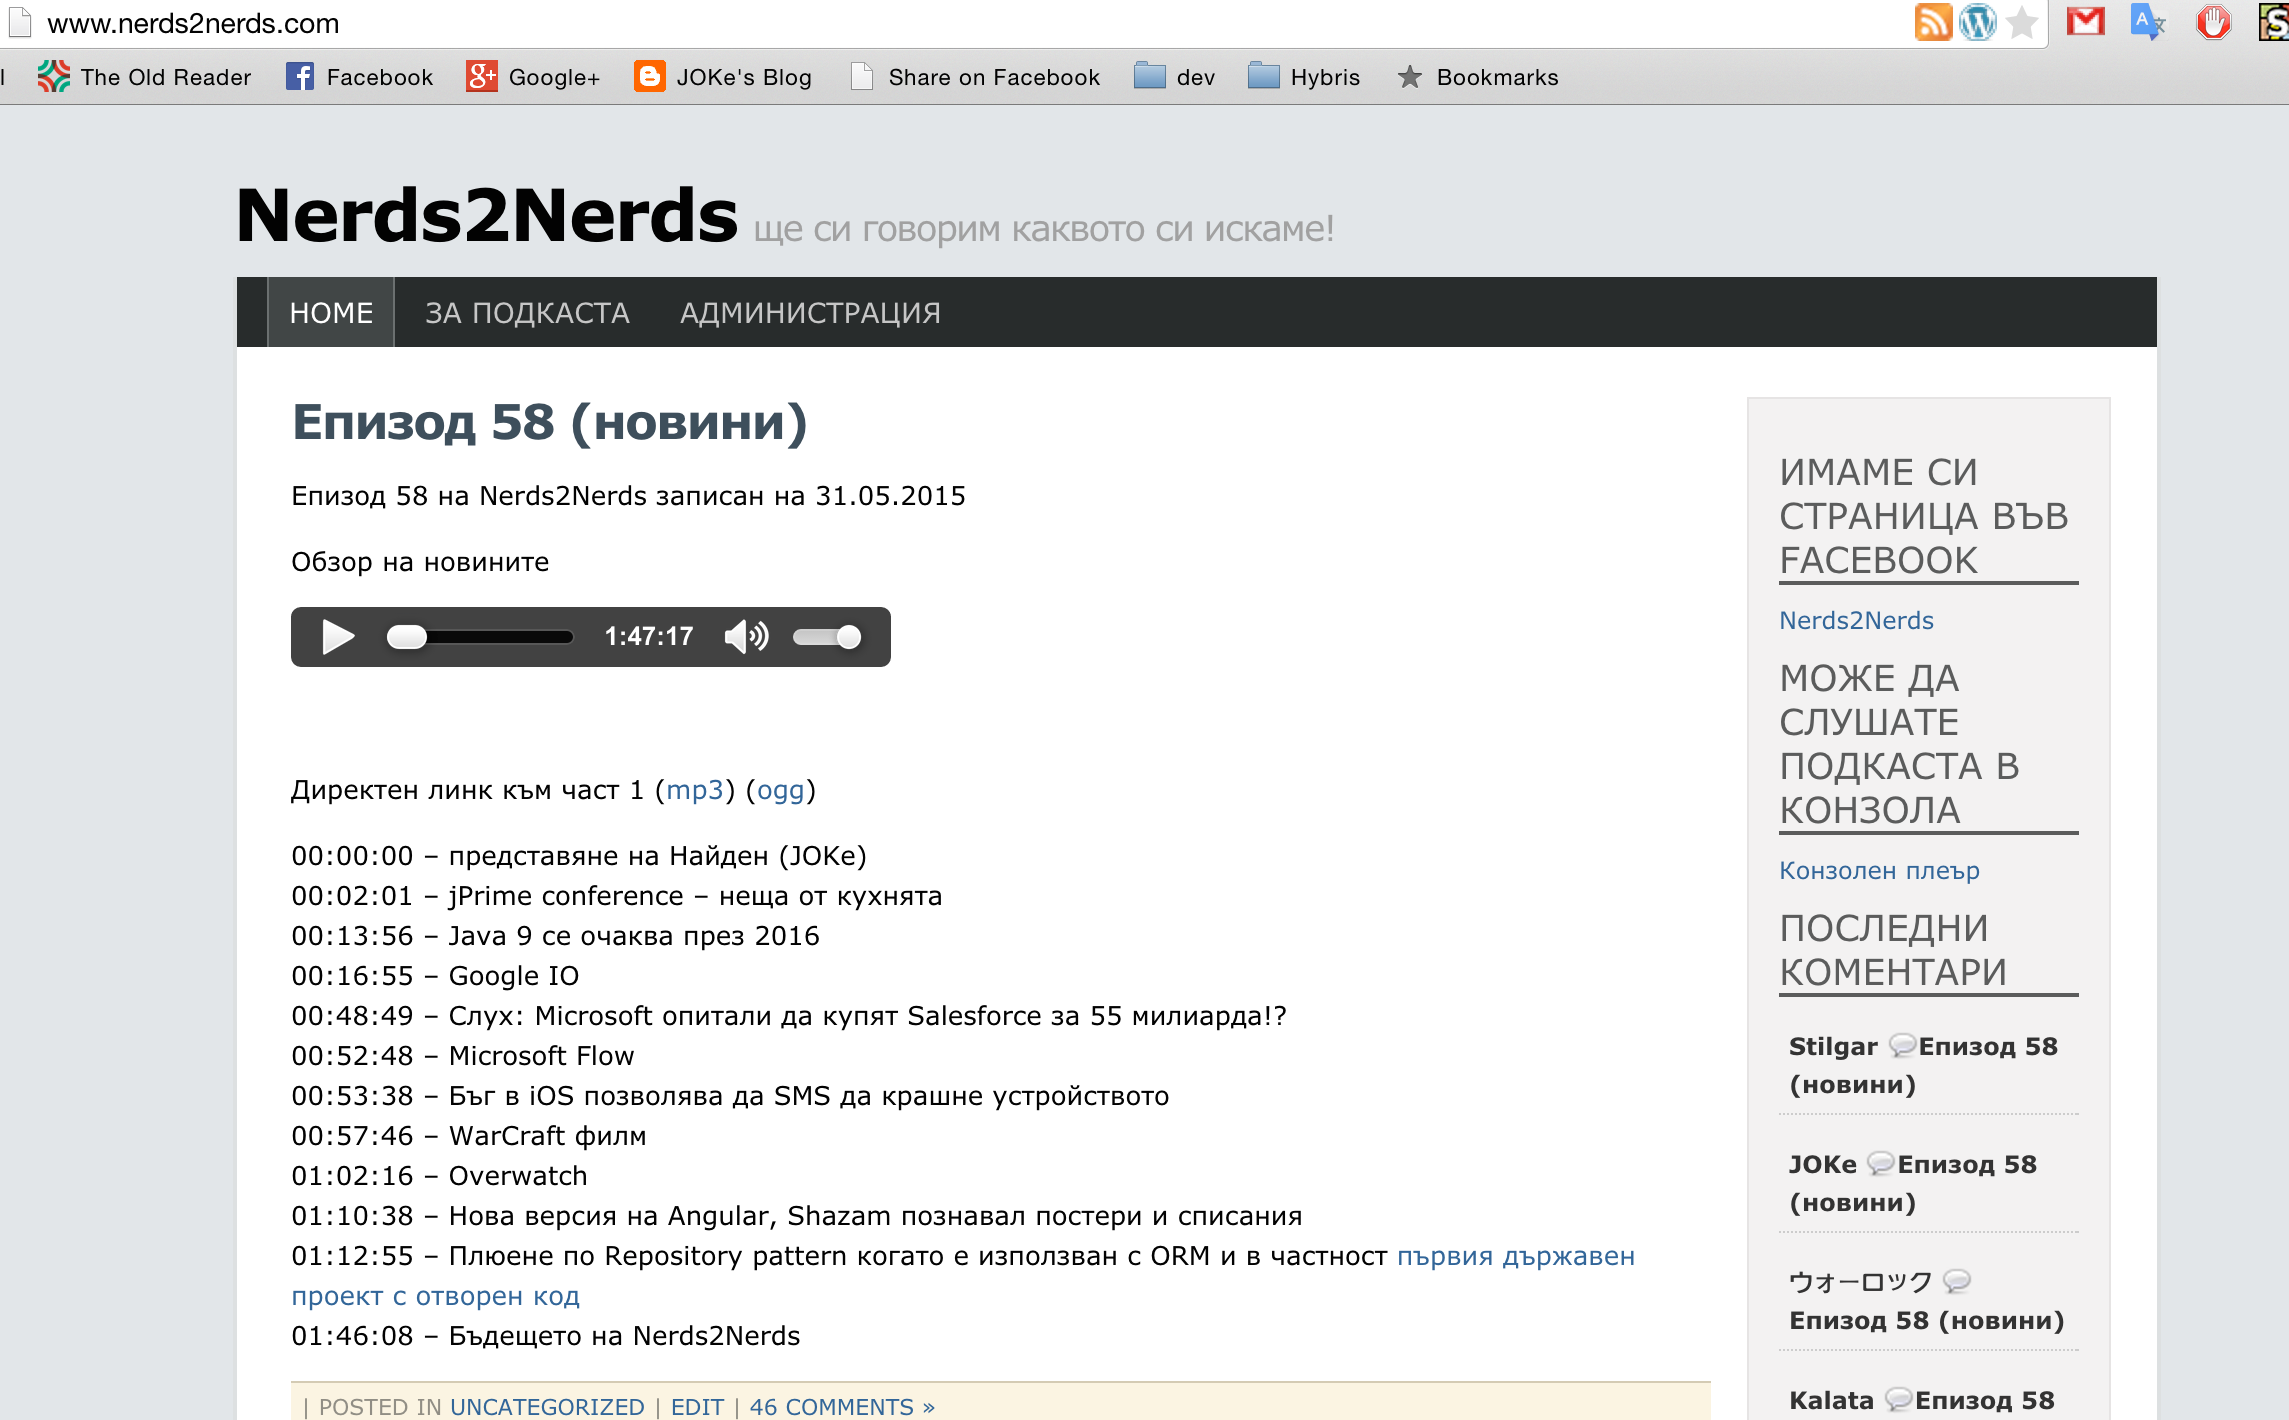 www.nerds2nerds.com
The Old Reader
Facebook
Google+
JOKe's Blog
Share on Facebook
dev
Hybris
Bookmarks
Nerds2Nerds ще си говорим каквото си искаме!
HOME
ЗА ПОДКАСТА
АДМИНИСТРАЦИЯ
Епизод 58 (новини)
Епизод 58 на Nerds2Nerds записан на 31.05.2015
Обзор на новините
1:47:17
Директен линк към част 1 (mp3) (ogg)
00:00:00 – представяне на Найден (JOKe)
00:02:01 – jPrime conference – неща от кухнята
00:13:56 – Java 9 се очаква през 2016
00:16:55 – Google IO
00:48:49 – Слух: Microsoft опитали да купят Salesforce за 55 милиарда!?
00:52:48 – Microsoft Flow
00:53:38 – Бъг в iOS позволява да SMS да крашне устройството
00:57:46 – WarCraft филм
01:02:16 – Overwatch
01:10:38 – Нова версия на Angular, Shazam познавал постери и списания
01:12:55 – Плюене по Repository pattern когато е използван с ORM и в частност първия държавен
проект с отворен код
01:46:08 – Бъдещето на Nerds2Nerds
| POSTED IN UNCATEGORIZED | EDIT | 46 COMMENTS »
ИМАМЕ СИ
СТРАНИЦА ВЪВ
FACEBOOK
Nerds2Nerds
МОЖЕ ДА
СЛУШАТЕ
ПОДКАСТА В
КОНЗОЛА
Конзолен плеър
ПОСЛЕДНИ
КОМЕНТАРИ
Stilgar Епизод 58
(новини)
JOKe Епизод 58
(новини)
ウォーロック
Епизод 58 (новини)
Kalata Епизод 58